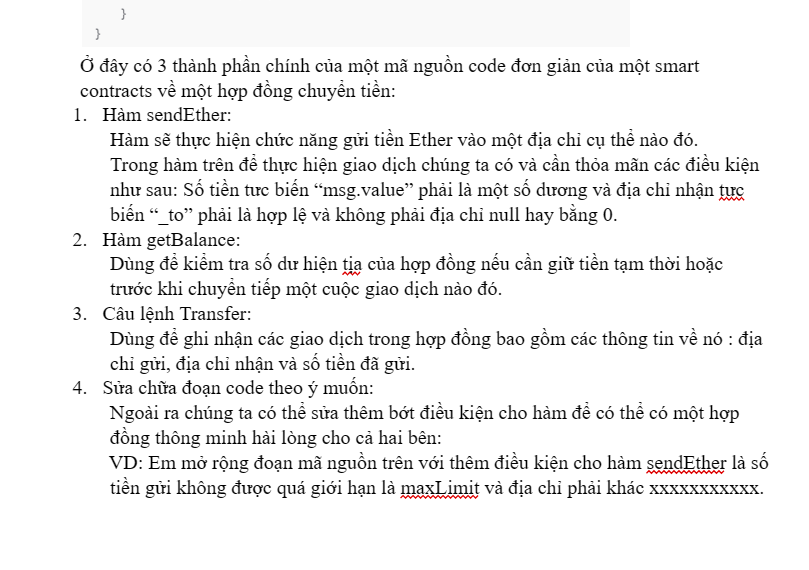 }
}
Ở đây có 3 thành phần chính của một mã nguồn code đơn giản của một smart
contracts về một hợp đồng chuyển tiền:
1. Hàm sendEther:
Hàm sẽ thực hiện chức năng gửi tiền Ether vào một địa chỉ cụ thể nào đó.
Trong hàm trên để thực hiện giao dịch chúng ta có và cần thỏa mãn các điều kiện
như sau: Số tiền tưc biến “msg.value” phải là một số dương và địa chỉ nhận tưc
biến “_to” phải là hợp lệ và không phải địa chỉ null hay bằng 0.
2. Hàm getBalance:
Dùng để kiểm tra số dư hiện tịa của hợp đồng nếu cần giữ tiền tạm thời hoặc
trước khi chuyển tiếp một cuộc giao dịch nào đó.
3. Câu lệnh Transfer:
Dùng để ghi nhận các giao dịch trong hợp đồng bao gồm các thông tin về nó : địa
chỉ gửi, địa chỉ nhận và số tiền đã gửi.
4. Sửa chữa đoạn code theo ý muốn:
Ngoài ra chúng ta có thể sửa thêm bớt điều kiện cho hàm để có thể có một hợp
đồng thông minh hài lòng cho cả hai bên:
VD: Em mở rộng đoạn mã nguồn trên với thêm điều kiện cho hàm sendEther là số
tiền gửi không được quá giới hạn là maxLimit và địa chỉ phải khác xxxxxxxxxxx.